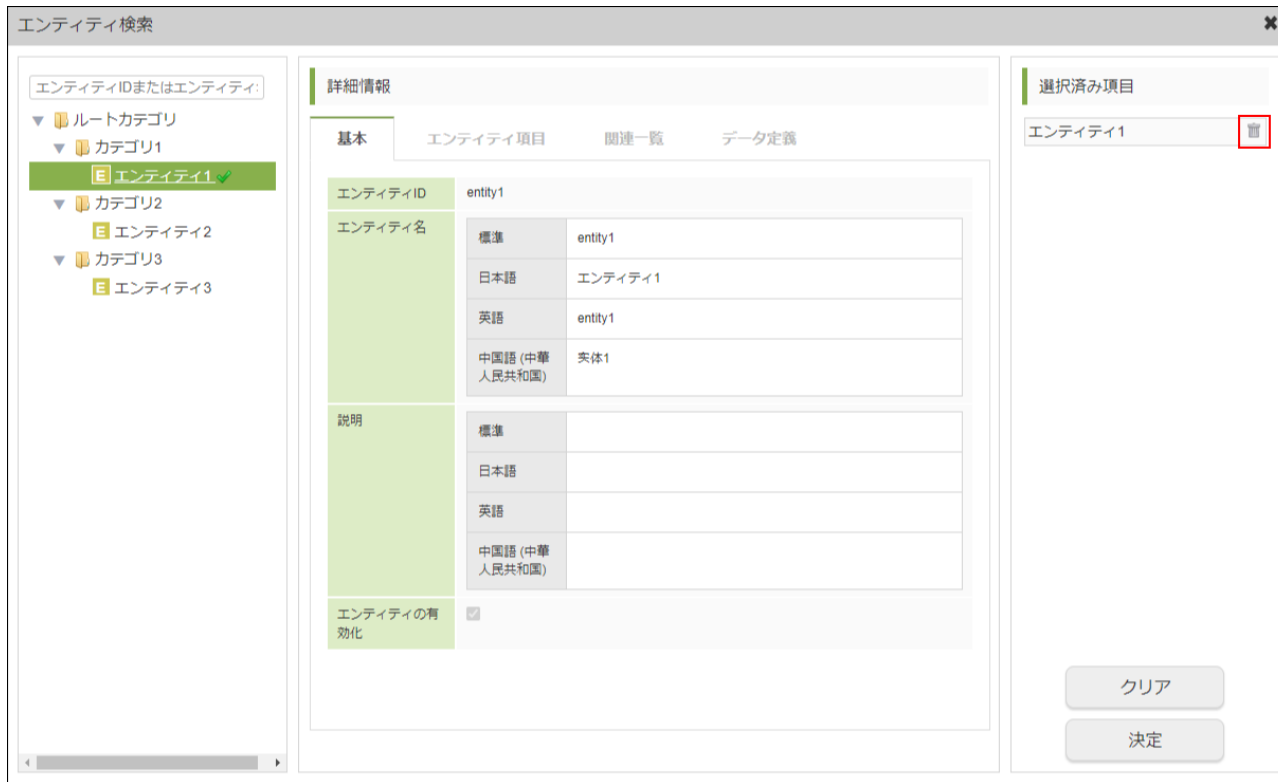 エンティティ検索
エンティティIDまたはエンティティ
ルートカテゴリ
カテゴリ1
E エンティティ1
カテゴリ2
E エンティティ2
カテゴリ3
E エンティティ3
詳細情報
基本 エンティティ項目 関連一覧 データ定義
エンティティID entity1
エンティティ名
標準 entity1
日本語 エンティティ1
英語 entity1
中国語 (中華
人民共和国) 实体1
説明
標準
日本語
英語
中国語 (中華
人民共和国)
エンティティの有
効化
選択済み項目
エンティティ1
クリア
決定